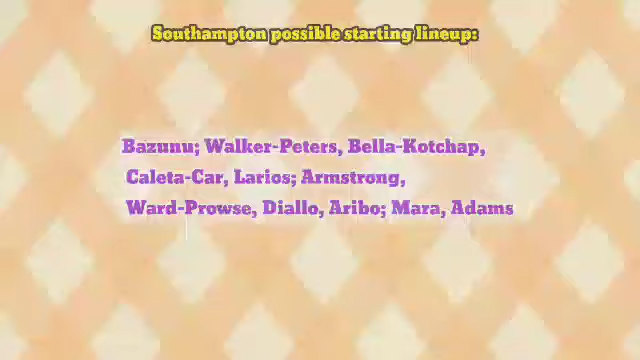 Southampton possible starting lineup:
Bazunu; Walker-Peters, Bella-Kotchap,
Caleta-Car, Larios; Armstrong,
Ward-Prowse, Diallo, Aribo; Mara, Adams